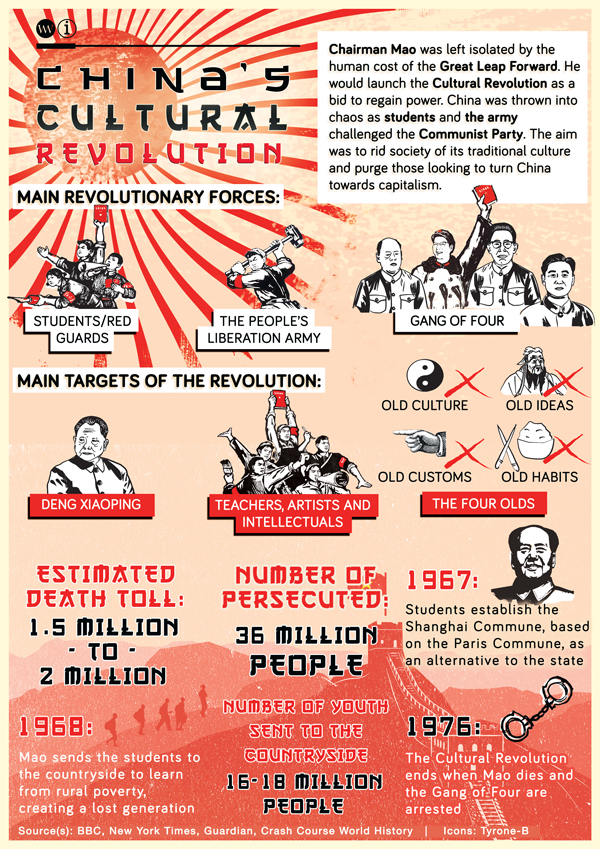 W i
CHINA'S
CULTURAL
REVOLUTION
Chairman Mao was left isolated by the
human cost of the Great Leap Forward. He
would launch the Cultural Revolution as a
bid to regain power. China was thrown into
chaos as students and the army
challenged the Communist Party. The aim
was to rid society of its traditional culture
and purge those looking to turn China
towards capitalism.
MAIN REVOLUTIONARY FORCES:
STUDENTS/RED
GUARDS
THE PEOPLE'S
LIBERATION ARMY
GANG OF FOUR
MAIN TARGETS OF THE REVOLUTION:
DENG XIAOPING
TEACHERS, ARTISTS AND
INTELLECTUALS
OLD CULTURE
OLD IDEAS
OLD CUSTOMS
OLD HABITS
THE FOUR OLDS
ESTIMATED
DEATH TOLL:
1.5 MILLION
- TO -
2 MILLION
NUMBER OF
PERSECUTED:
36 MILLION
PEOPLE
1967:
Students establish the
Shanghai Commune, based
on the Paris Commune, as
an alternative to the state
1968:
Mao sends the students to
the countryside to learn
from rural poverty,
creating a lost generation
NUMBER OF YOUTH
SENT TO THE
COUNTRYSIDE
16-18 MILLION
PEOPLE
1976:
The Cultural Revolution
ends when Mao dies and
the Gang of Four are
arrested
Source(s): BBC, New York Times, Guardian, Crash Course World History | Icons: Tyrone-B